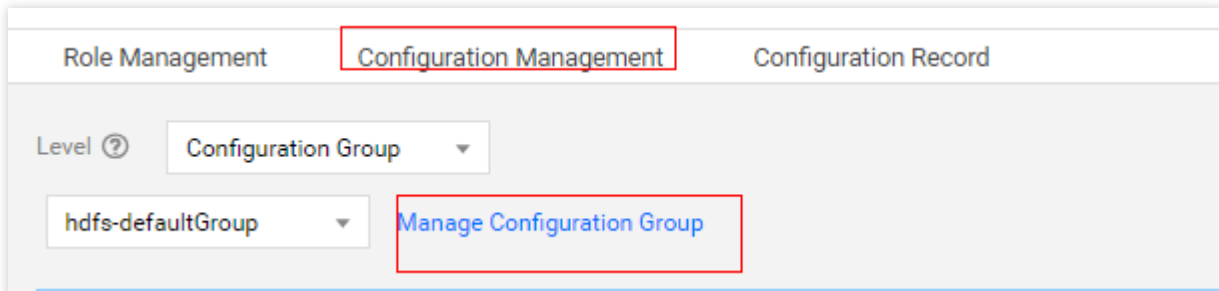 Role Management Configuration Management Configuration Record
Level ? Configuration Group
hdfs-defaultGroup Manage Configuration Group